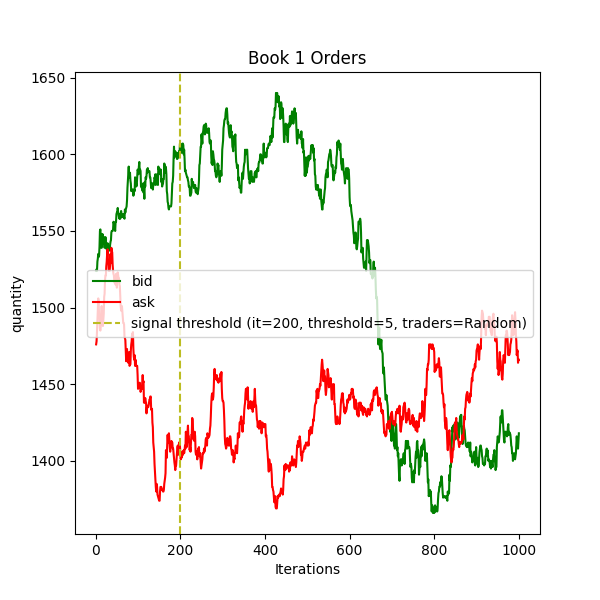 Book 1 Orders
1650
1600
1550
1500
1450
1400
quantity
bid
ask
signal threshold (it=200, threshold=5, traders=Random)
0 200 400 600 800 1000
Iterations